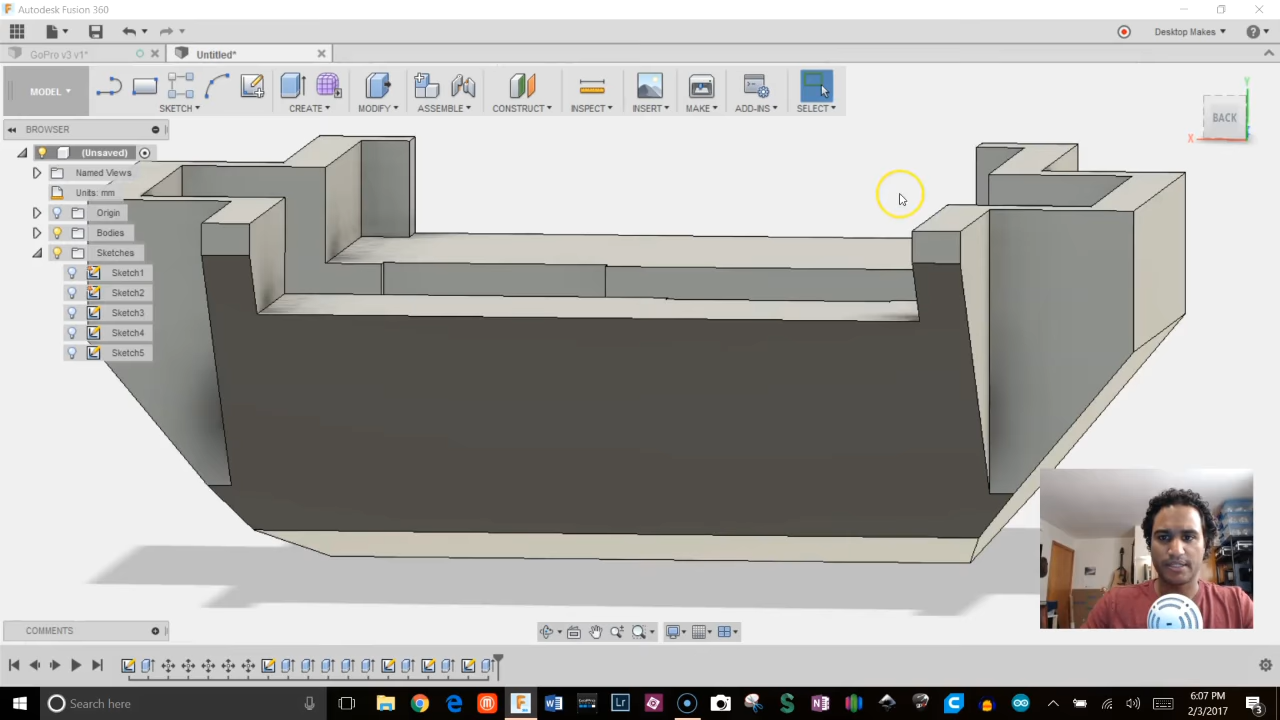 Autodesk Fusion 360
Desktop Makes
GoPro v3 v1*
Untitled*
MODEL
SKETCH
CREATE
MODIFY
ASSEMBLE
CONSTRUCT
INSPECT
INSERT
MAKE
ADD-INS
SELECT
BROWSER
(Unsaved)
Named Views
Units: mm
Origin
Bodies
Sketches
Sketch1
Sketch2
Sketch3
Sketch4
Sketch5
BACK
Y
X
COMMENTS
Search here
6:07 PM
2/3/2017